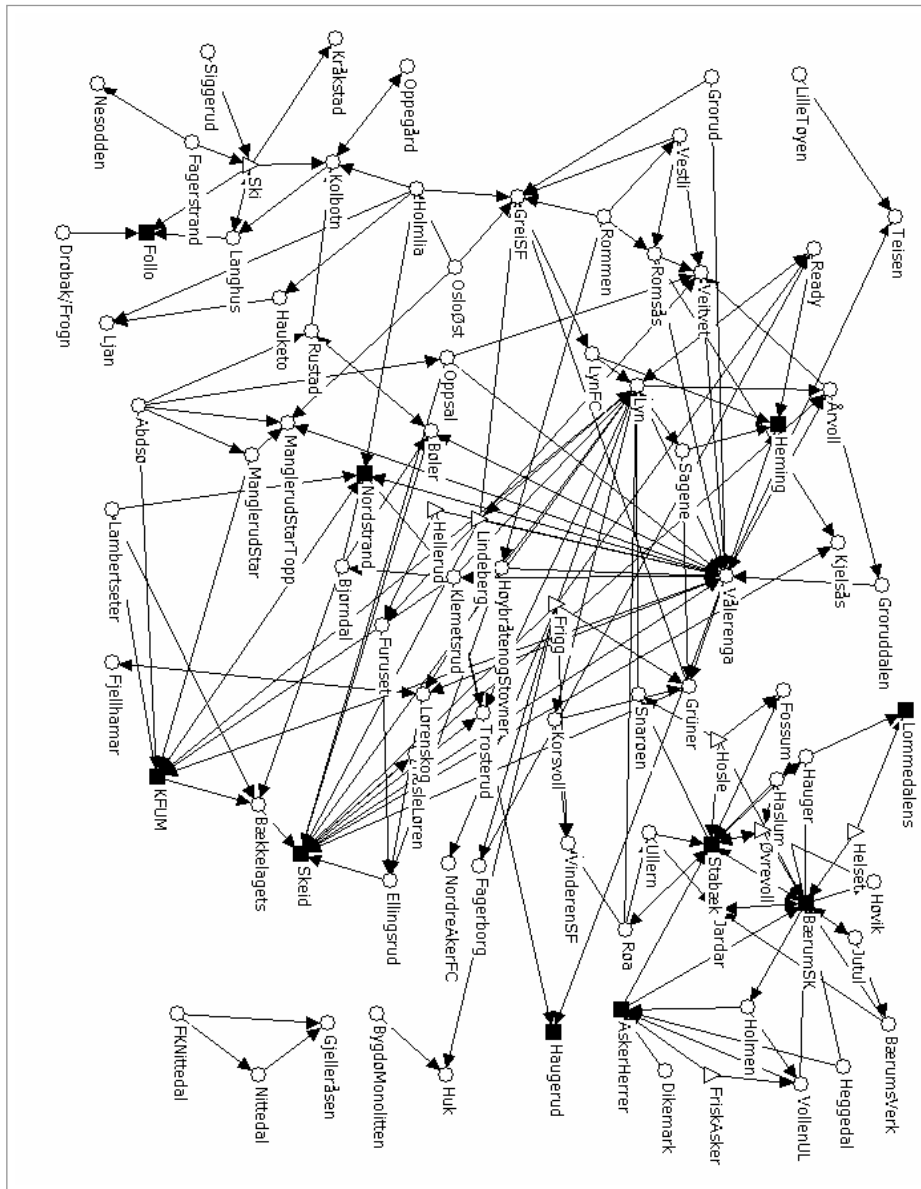 LilleTøyen
Teisen
Grorud
Oppegård
Kråkstad
Siggerud
Nesodden
Vestli
Ready
Fagerstrand
Ski
Kolbotn
Holmlia
GreiSF
Rommen
Romsås
Veitvet
Drøbak/Frogn
Follo
Langhus
OsloØst
Hauketo
Ljan
Rustad
Oppsal
LynFC
Lyn
Årvoll
Abdsø
ManglerudStarTopp
ManglerudStar
Bøler
Heming
Sagene
Nordstrand
Lambertseter
Hellerud
Lindeberg
Kjelsås
Bjørndal
Klemetsrud
HøybråtenogStovner
Vålerenga
Groruddalen
Frigg
Furuset
Fjellhamar
Lørenskog
Trosterud
Korsvoll
Snarøen
Grüner
Fossum
Lommedalens
Hosle
Hauger
HasleLøren
KFUM
Bækkelagets
Haslum
Øvrevoll
Helset
Skeid
Ellingsrud
NordreAkerFC
Fagerborg
VinderenSF
Ullern
Stabæk
Jardar
Høvik
BærumSK
Røa
Jutul
FKNittedal
Gjelleråsen
Nittedal
BygdøMonolitten
Huk
Haugerud
AskerHerrer
Holmen
BærumsVerk
Dikemark
FriskAsker
VollenUL
Heggedal